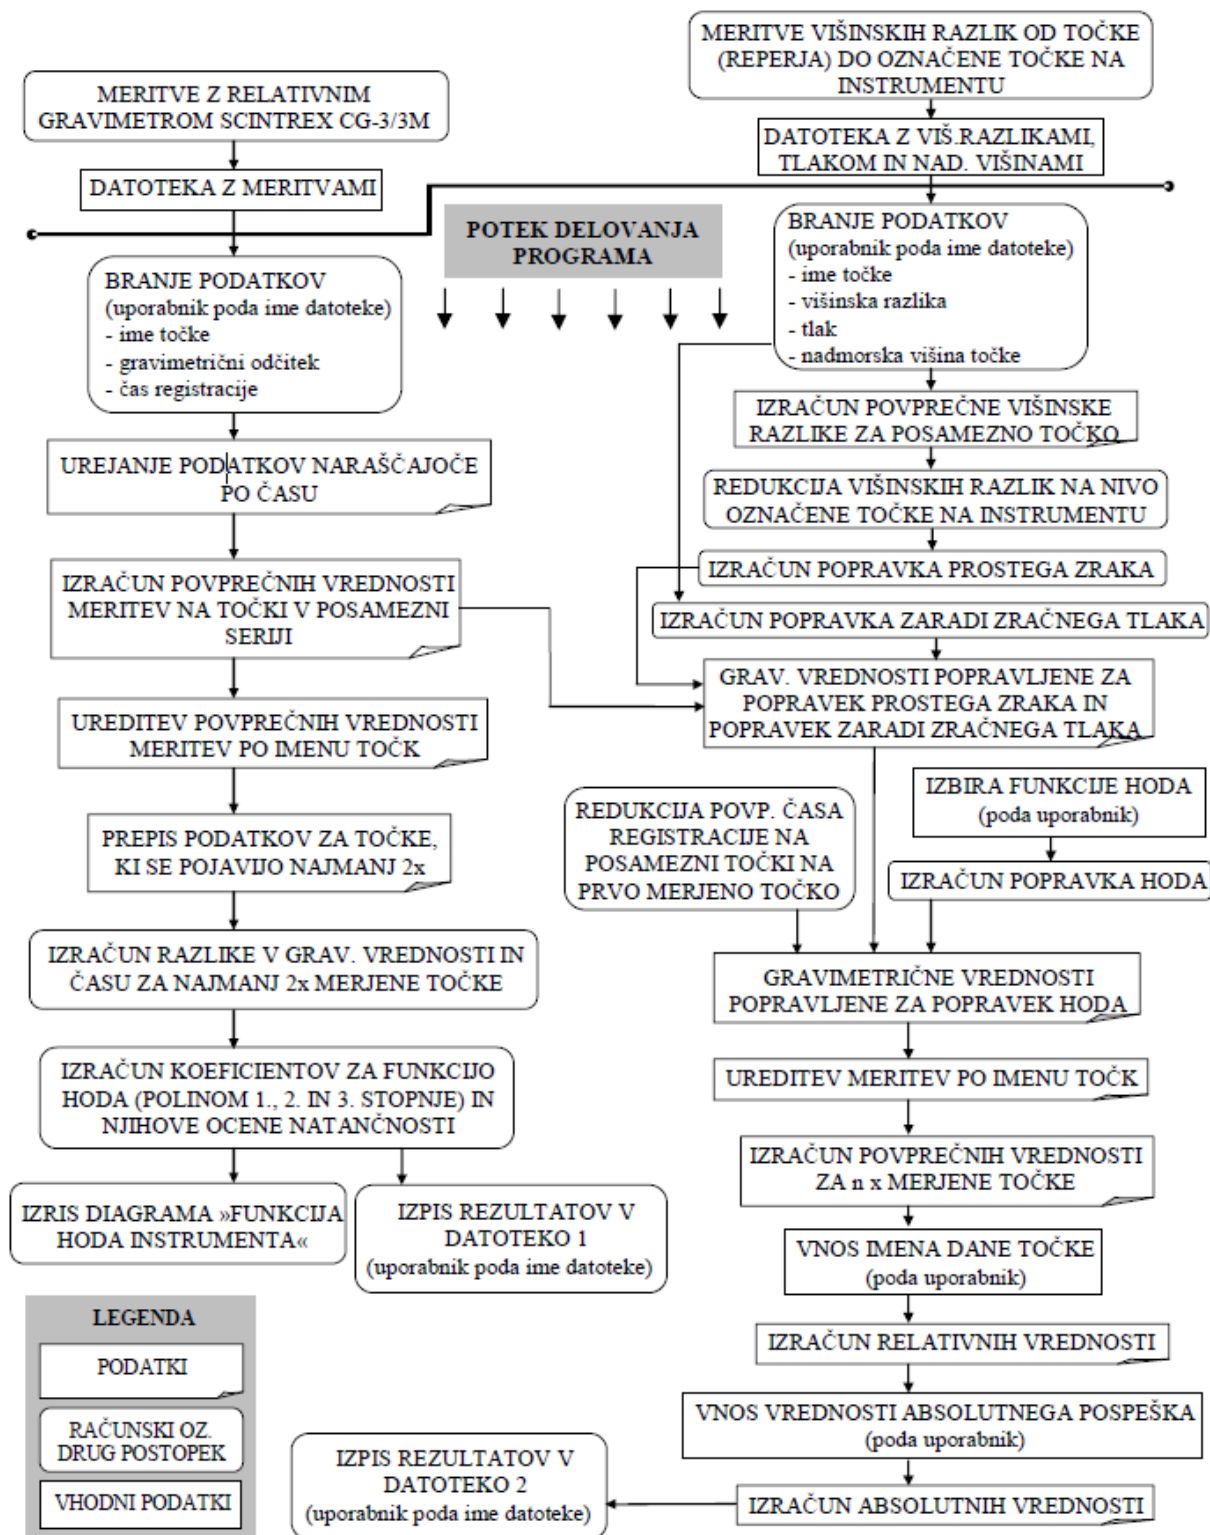 MERITVE Z RELATIVNIM
GRAVIMETROM SCINTREX CG-3/3M
DATOTEKA Z MERITVAMI
BRANJE PODATKOV
(uporabnik poda ime datoteke)
- ime točke
- gravimetrični odčitek
- čas registracije
UREJANJE PODATKOV NARAŠČAJOČE
PO ČASU
IZRAČUN POVPREČNIH VREDNOSTI
MERITEV NA TOČKI V POSAMEZNI
SERIJI
UREDITEV POVPREČNIH VREDNOSTI
MERITEV PO IMENU TOČK
PREPIS PODATKOV ZA TOČKE,
KI SE POJAVIJO NAJMANJ 2x
IZRAČUN RAZLIKE V GRAV. VREDNOSTI IN
ČASU ZA NAJMANJ 2x MERJENE TOČKE
IZRAČUN KOEFICIENTOV ZA FUNKCIJO
HODA (POLINOM 1., 2. IN 3. STOPNJE) IN
NJIHOVE OCENE NATANČNOSTI
IZRIS DIAGRAMA »FUNKCIJA
HODA INSTRUMENTA«
IZPIS REZULTATOV V
DATOTEKO 1
(uporabnik poda ime datoteke)
POTEK DELOVANJA
PROGRAMA
MERITVE VIŠINSKIH RAZLIK OD TOČKE
(REPERJA) DO OZNAČENE TOČKE NA
INSTRUMENTU
DATOTEKA Z VIŠ.RAZLIKAMI,
TLAKOM IN NAD. VIŠINAMI
BRANJE PODATKOV
(uporabnik poda ime datoteke)
- ime točke
- višinska razlika
- tlak
- nadmorska višina točke
IZRAČUN POVPREČNE VIŠINSKE
RAZLIKE ZA POSAMEZNO TOČKO
REDUKCIJA VIŠINSKIH RAZLIK NA NIVO
OZNAČENE TOČKE NA INSTRUMENTU
IZRAČUN POPRAVKA PROSTEGA ZRAKA
IZRAČUN POPRAVKA ZARADI ZRAČNEGA TLAKA
GRAV. VREDNOSTI POPRAVLJENE ZA
POPRAVEK PROSTEGA ZRAKA IN
POPRAVEK ZARADI ZRAČNEGA TLAKA
REDUKCIJA POVP. ČASA
REGISTRACIJE NA
POSAMEZNI TOČKI NA
PRVO MERJENO TOČKO
IZBIRA FUNKCIJE HODA
(poda uporabnik)
IZRAČUN POPRAVKA HODA
GRAVIMETRIČNE VREDNOSTI
POPRAVLJENE ZA POPRAVEK HODA
UREDITEV MERITEV PO IMENU TOČK
IZRAČUN POVPREČNIH VREDNOSTI
ZA n x MERJENE TOČKE
VNOS IMENA DANE TOČKE
(poda uporabnik)
IZRAČUN RELATIVNIH VREDNOSTI
VNOS VREDNOSTI ABSOLUTNEGA POSPEŠKA
(poda uporabnik)
IZRAČUN ABSOLUTNIH VREDNOSTI
IZPIS REZULTATOV V
DATOTEKO 2
(uporabnik poda ime datoteke)
LEGENDA
PODATKI
RAČUNSKI OZ.
DRUG POSTOPEK
VHODNI PODATKI